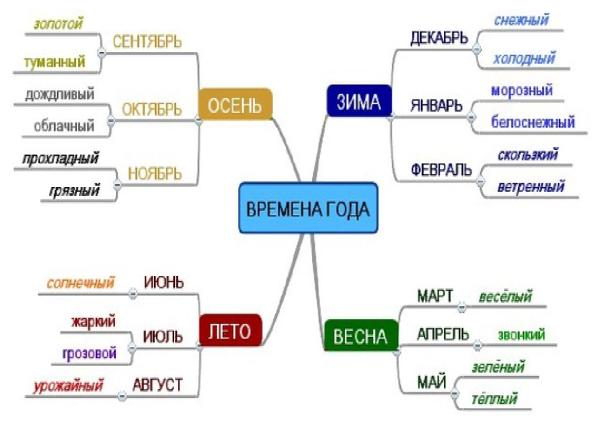 ВРЕМЕНА ГОДА
ОСЕНЬ
СЕНТЯБРЬ
золотой
туманный
ОКТЯБРЬ
дождливый
облачный
НОЯБРЬ
прохладный
грязный
ЗИМА
ДЕКАБРЬ
снежный
холодный
ЯНВАРЬ
морозный
белоснежный
ФЕВРАЛЬ
скользкий
ветренный
ЛЕТО
ИЮНЬ
солнечный
ИЮЛЬ
жаркий
грозовой
АВГУСТ
урожайный
ВЕСНА
МАРТ
весёлый
АПРЕЛЬ
звонкий
МАЙ
зелёный
тёплый